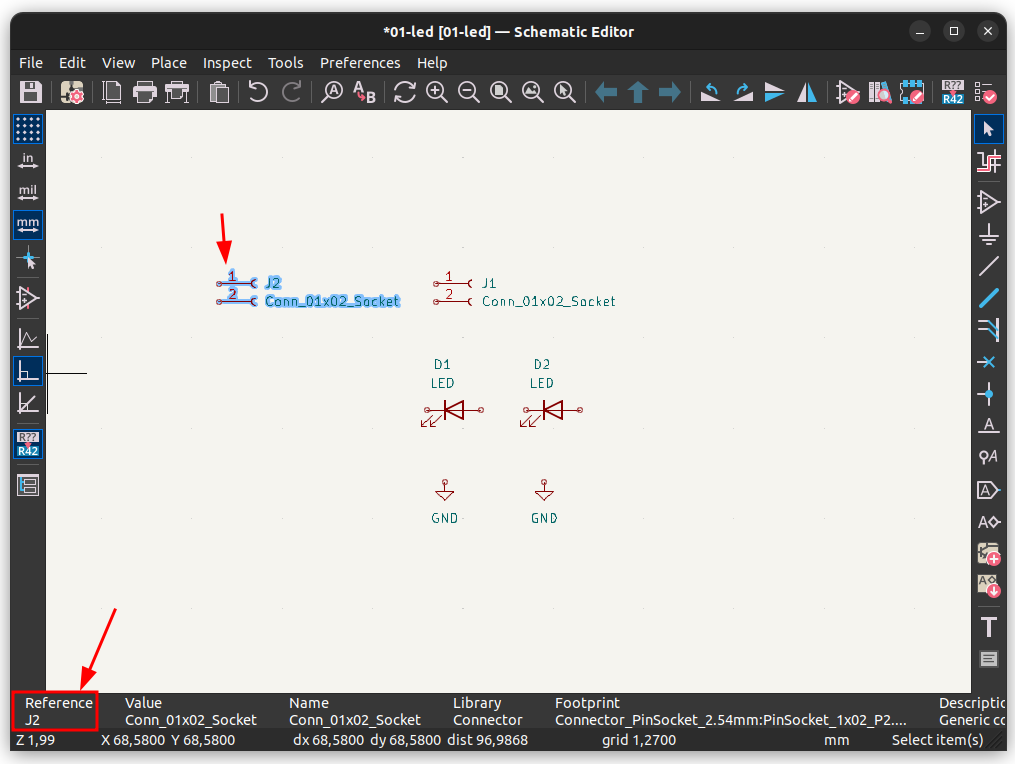 *01-led [01-led] — Schematic Editor
File Edit View Place Inspect Tools Preferences Help
A A B R?? R42
in
mil
mm
R??
R42
A
A
A
A
A
T
1 J2 1 J1
2 Conn_01x02_Socket 2 Conn_01x02_Socket
D1 D2
LED LED
GND GND
Reference Value Name Library Footprint Descriptio
J2 Conn_01x02_Socket Conn_01x02_Socket Connector Connector_PinSocket_2.54mm:PinSocket_1x02_P2.... Generic co
Z 1,99 X 68,5800 Y 68,5800 dx 68,5800 dy 68,5800 dist 96,9868 grid 1,2700 mm Select item(s)